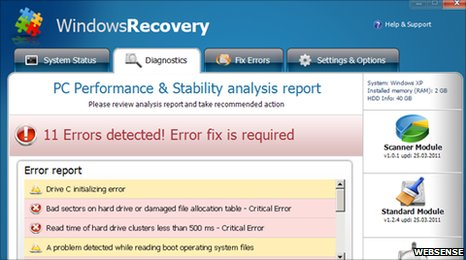 WindowsRecovery
Help & Support
System Status
Diagnostics
Fix Errors
Settings & Options
PC Performance & Stability analysis report
Please review analysis report and take recommended action
11 Errors detected! Error fix is required
Error report
Drive C initializing error
Bad sectors on hard drive or damaged file allocation table - Critical Error
Read time of hard drive clusters less than 500 ms - Critical Error
A problem detected while reading boot operating system files
System: Windows XP
Installed memory (RAM): 2 GB
HDD Info: 40 GB
Scanner Module
v1.0.1 upd: 25.03.2011
Standard Module
v1.2.4 upd: 25.03.2011
WEBSENSE